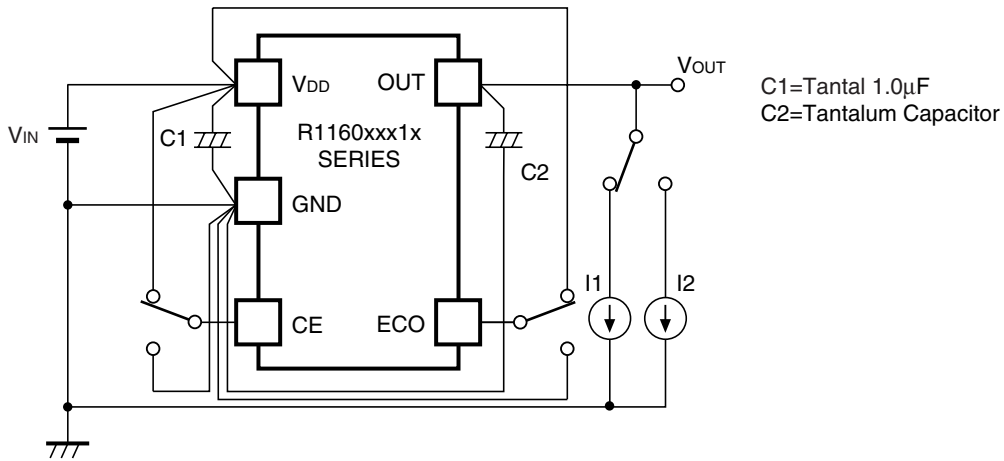 VDD
OUT
VOUT
C1=Tantal 1.0μF
C2=Tantalum Capacitor
VIN
C1
R1160xxx1x
SERIES
C2
GND
I1
I2
CE
ECO